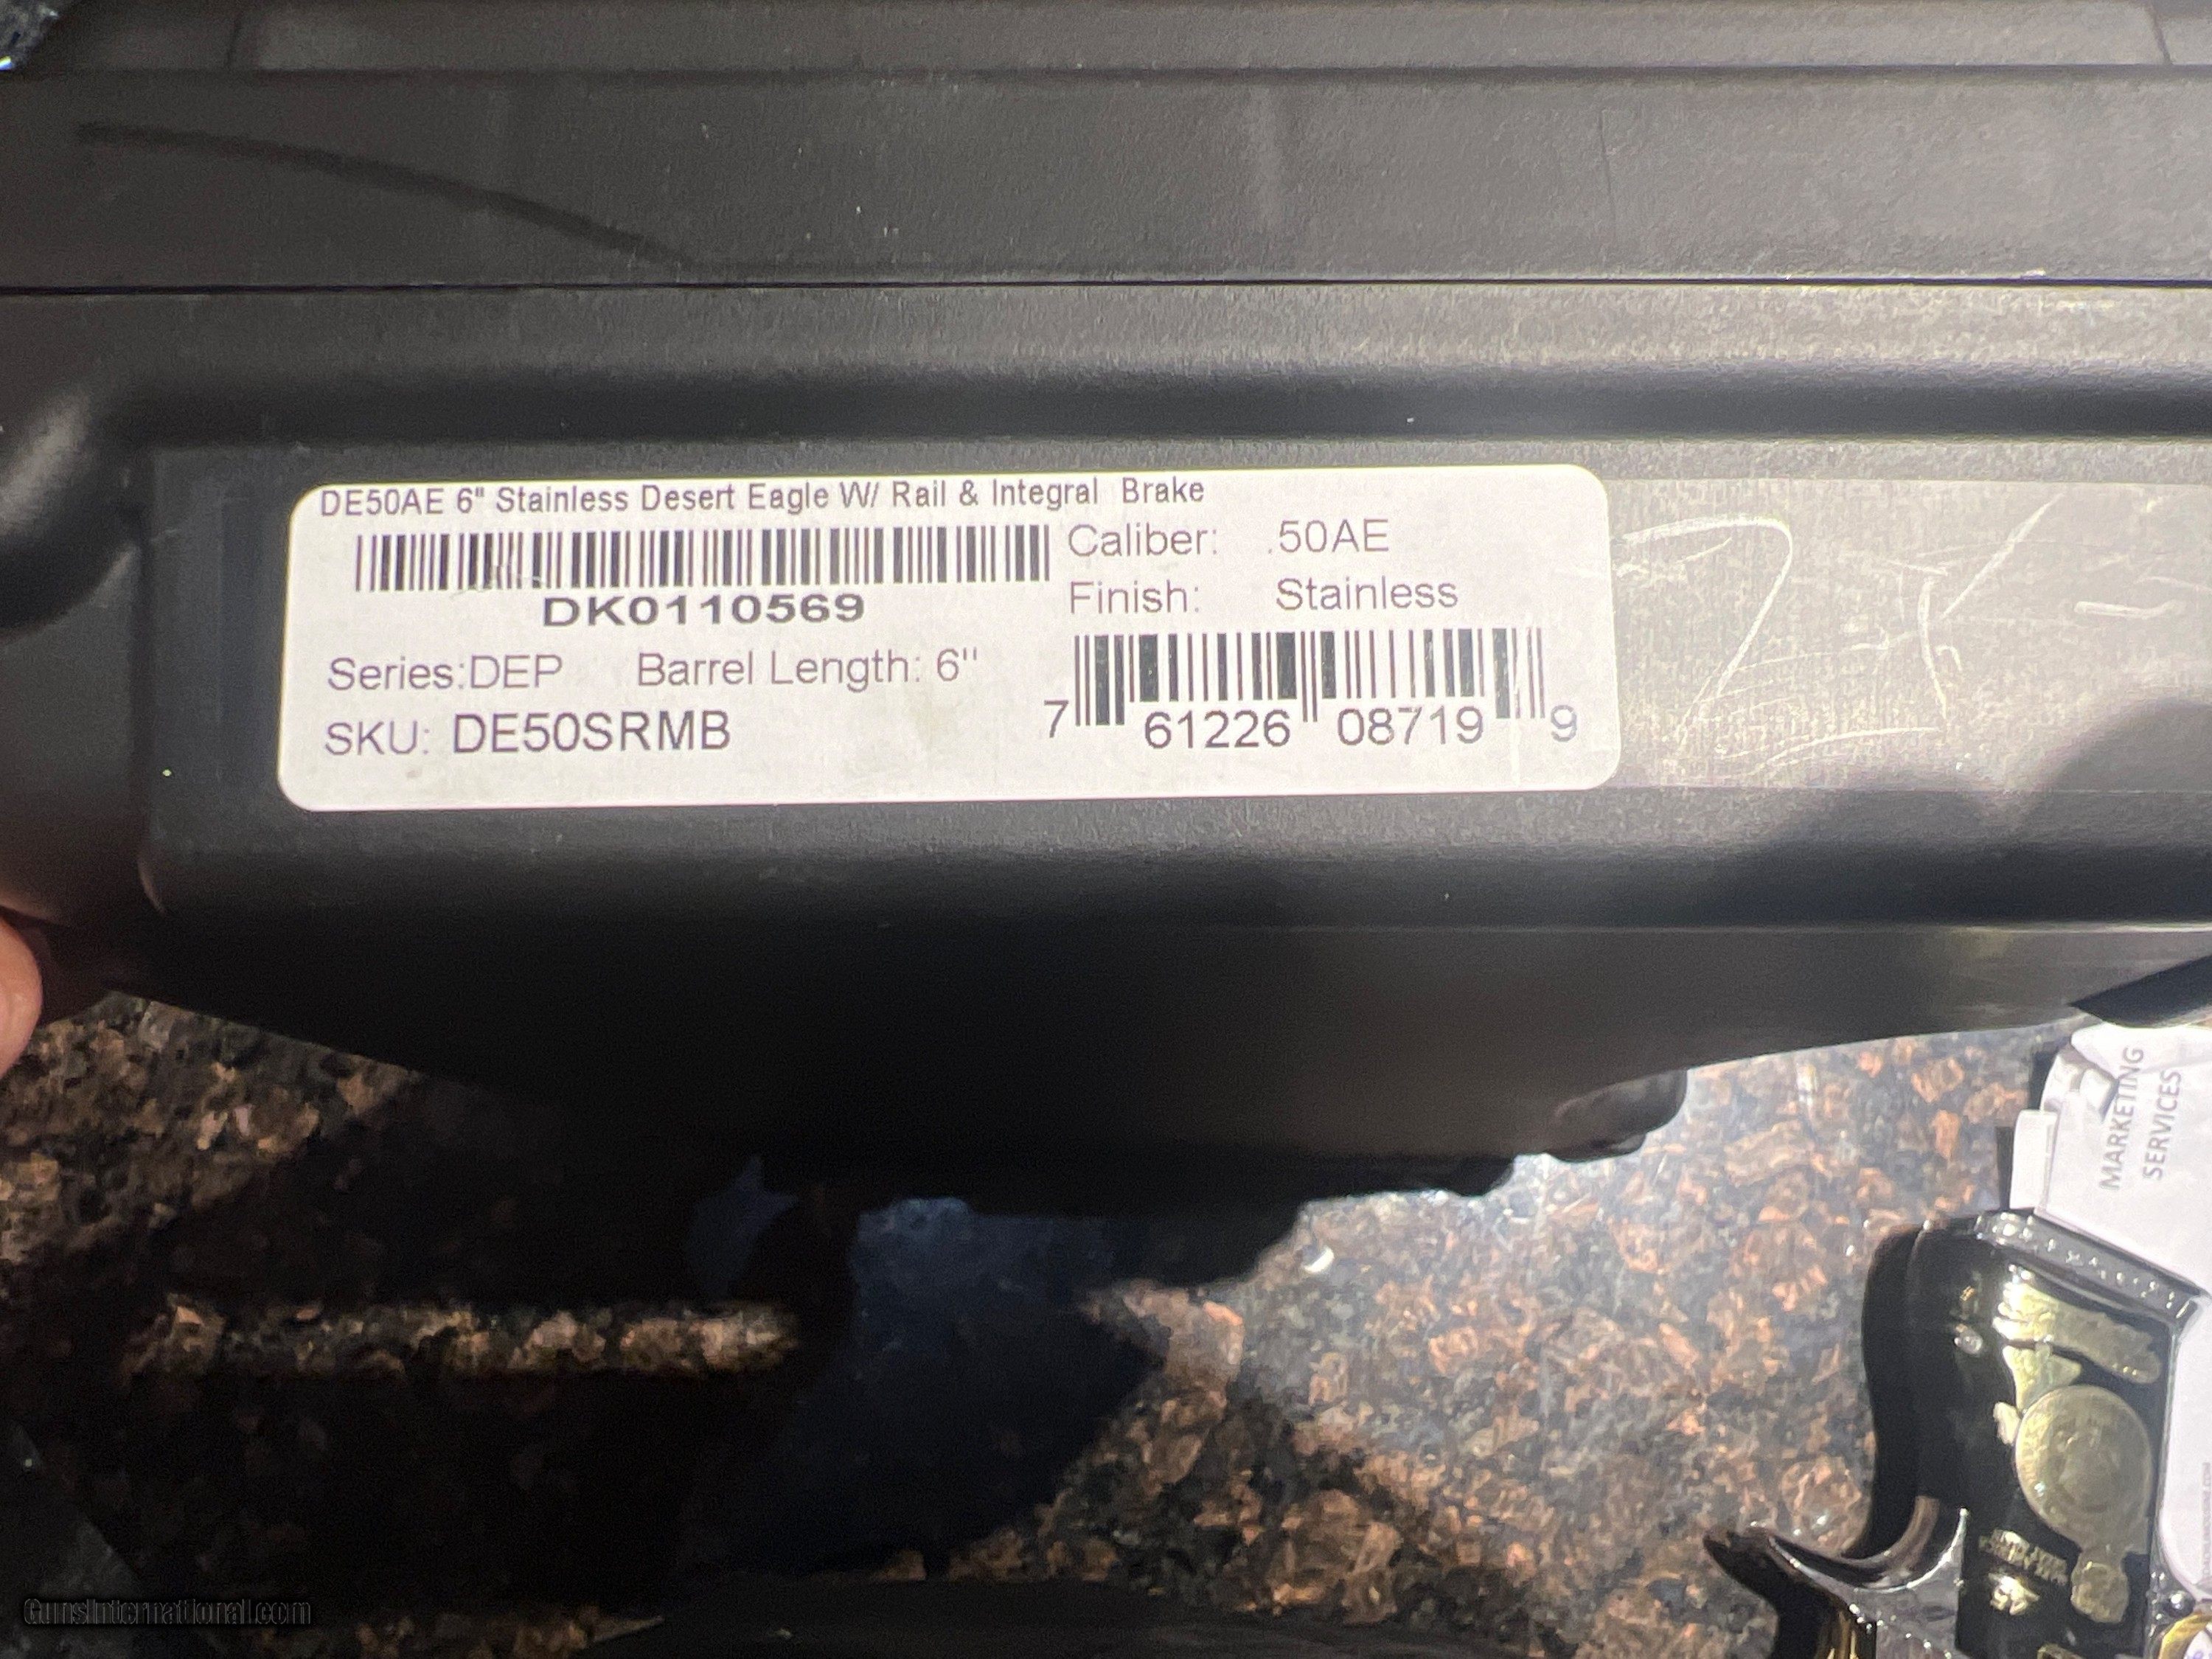 DE50AE 6" Stainless Desert Eagle W/ Rail & Integral Brake
Caliber: .50AE
DK0110569
Finish: Stainless
Series:DEP Barrel Length: 6"
SKU: DE50SRMB
7 61226 08719 9
MARKETING
SERVICES
GunsInternational.com